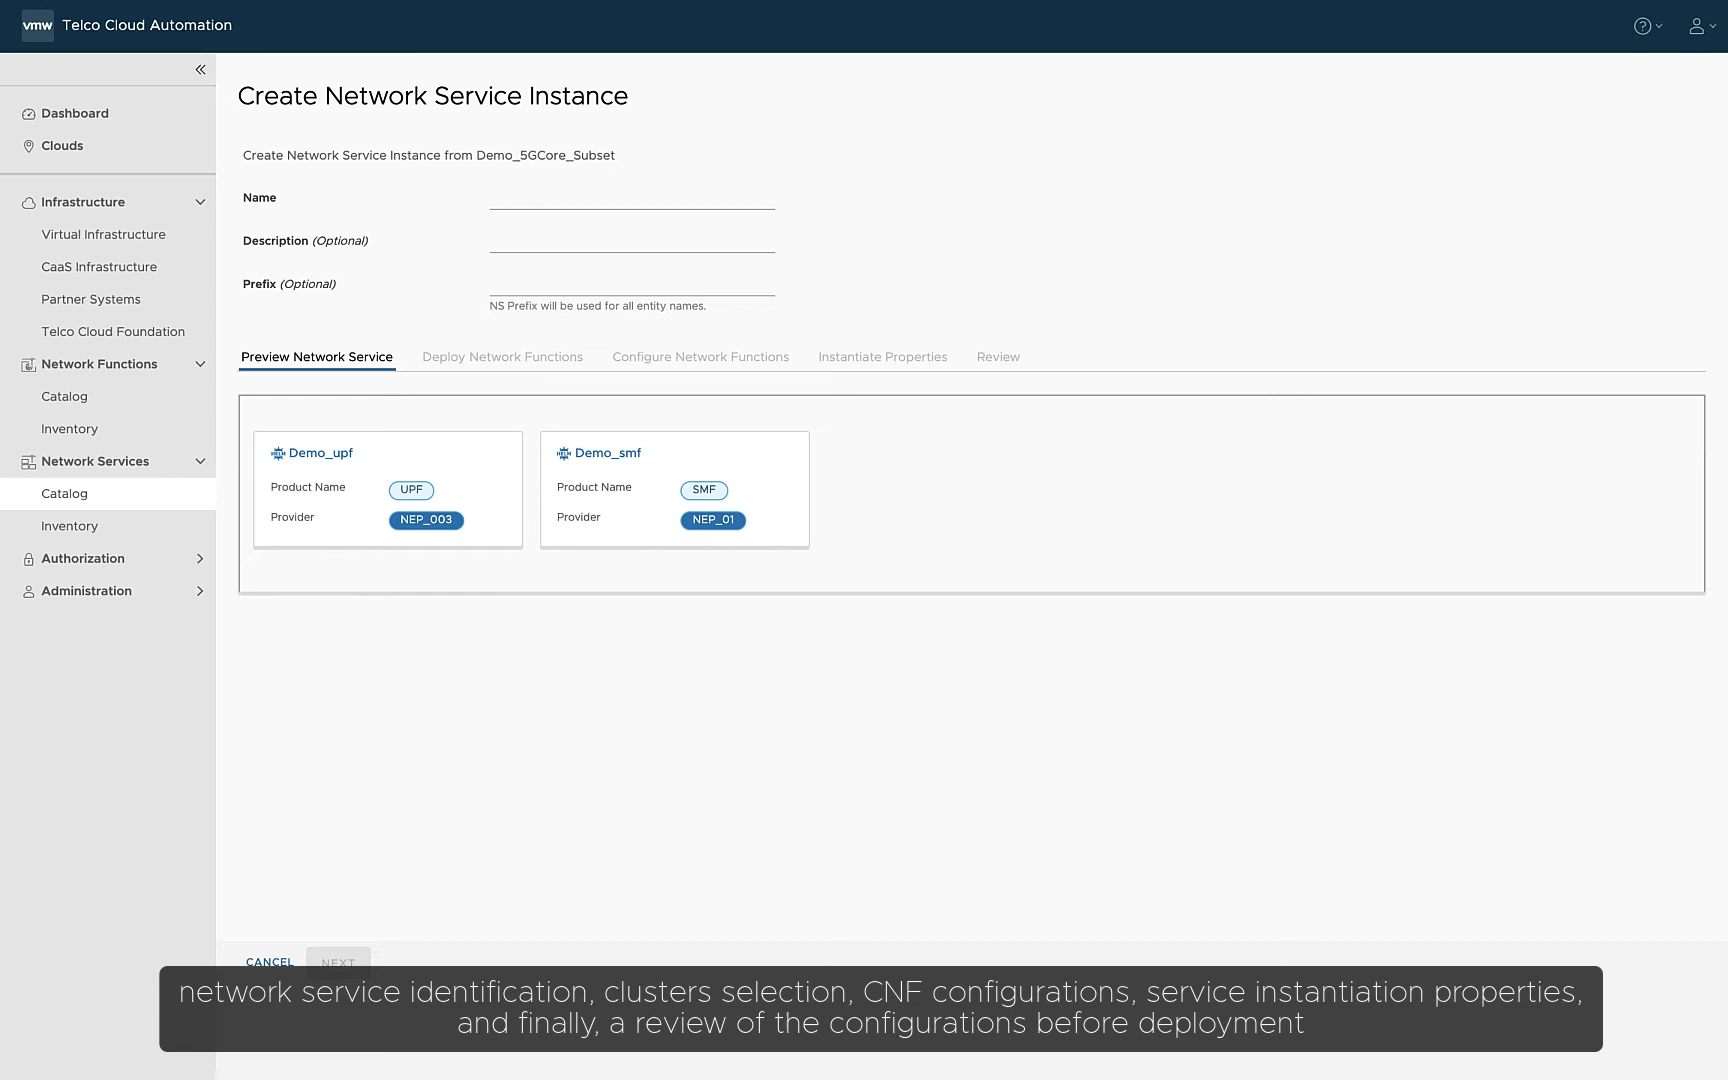 vmw Telco Cloud Automation
Dashboard
Clouds
Infrastructure
Virtual Infrastructure
CaaS Infrastructure
Partner Systems
Telco Cloud Foundation
Network Functions
Catalog
Inventory
Network Services
Catalog
Inventory
Authorization
Administration
Create Network Service Instance
Create Network Service Instance from Demo_5GCore_Subset
Name
Description (Optional)
Prefix (Optional)
NS Prefix will be used for all entity names.
Preview Network Service Deploy Network Functions Configure Network Functions Instantiate Properties Review
Demo_upf
Product Name UPF
Provider NEP_003
Demo_smf
Product Name SMF
Provider NEP_01
CANCEL NEXT
network service identification, clusters selection, CNF configurations, service instantiation properties,
and finally, a review of the configurations before deployment